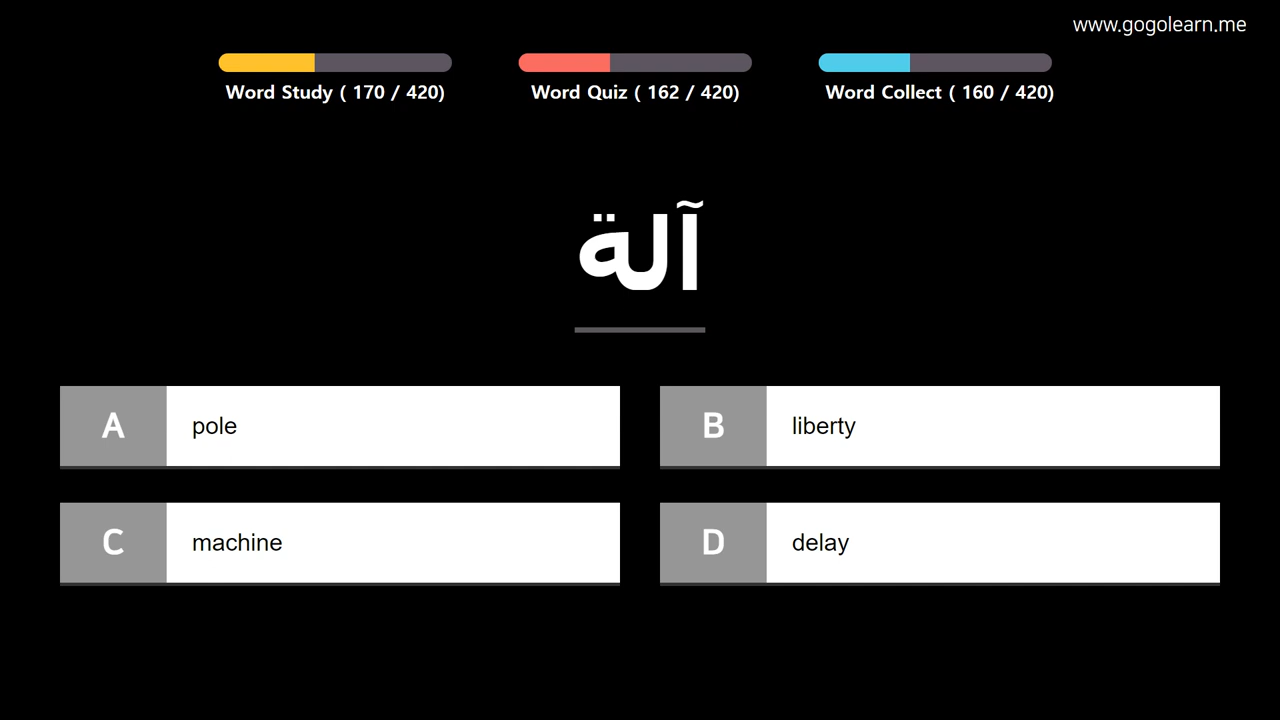 www.gogolearn.me
Word Study ( 170 / 420)
Word Quiz ( 162 / 420)
Word Collect ( 160 / 420)
آلة
A pole
B liberty
C machine
D delay